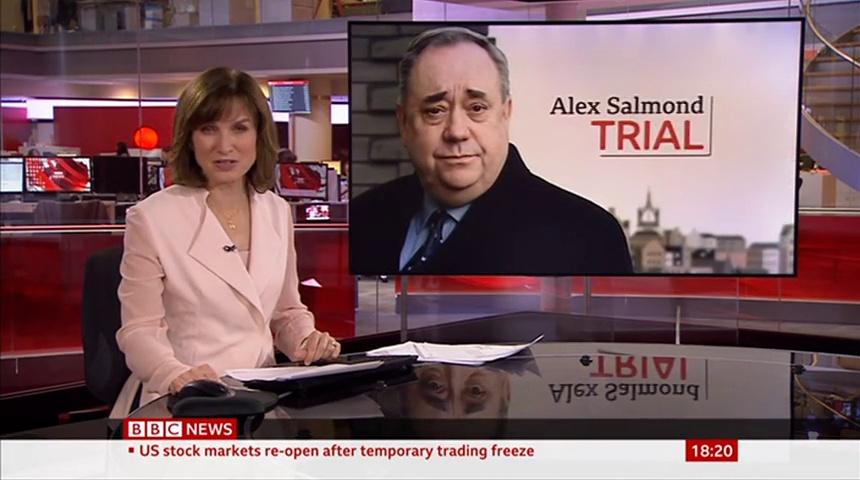 Alex Salmond
TRIAL
TRIAL
Alex Salmond
BBC NEWS
▪ US stock markets re-open after temporary trading freeze
18:20